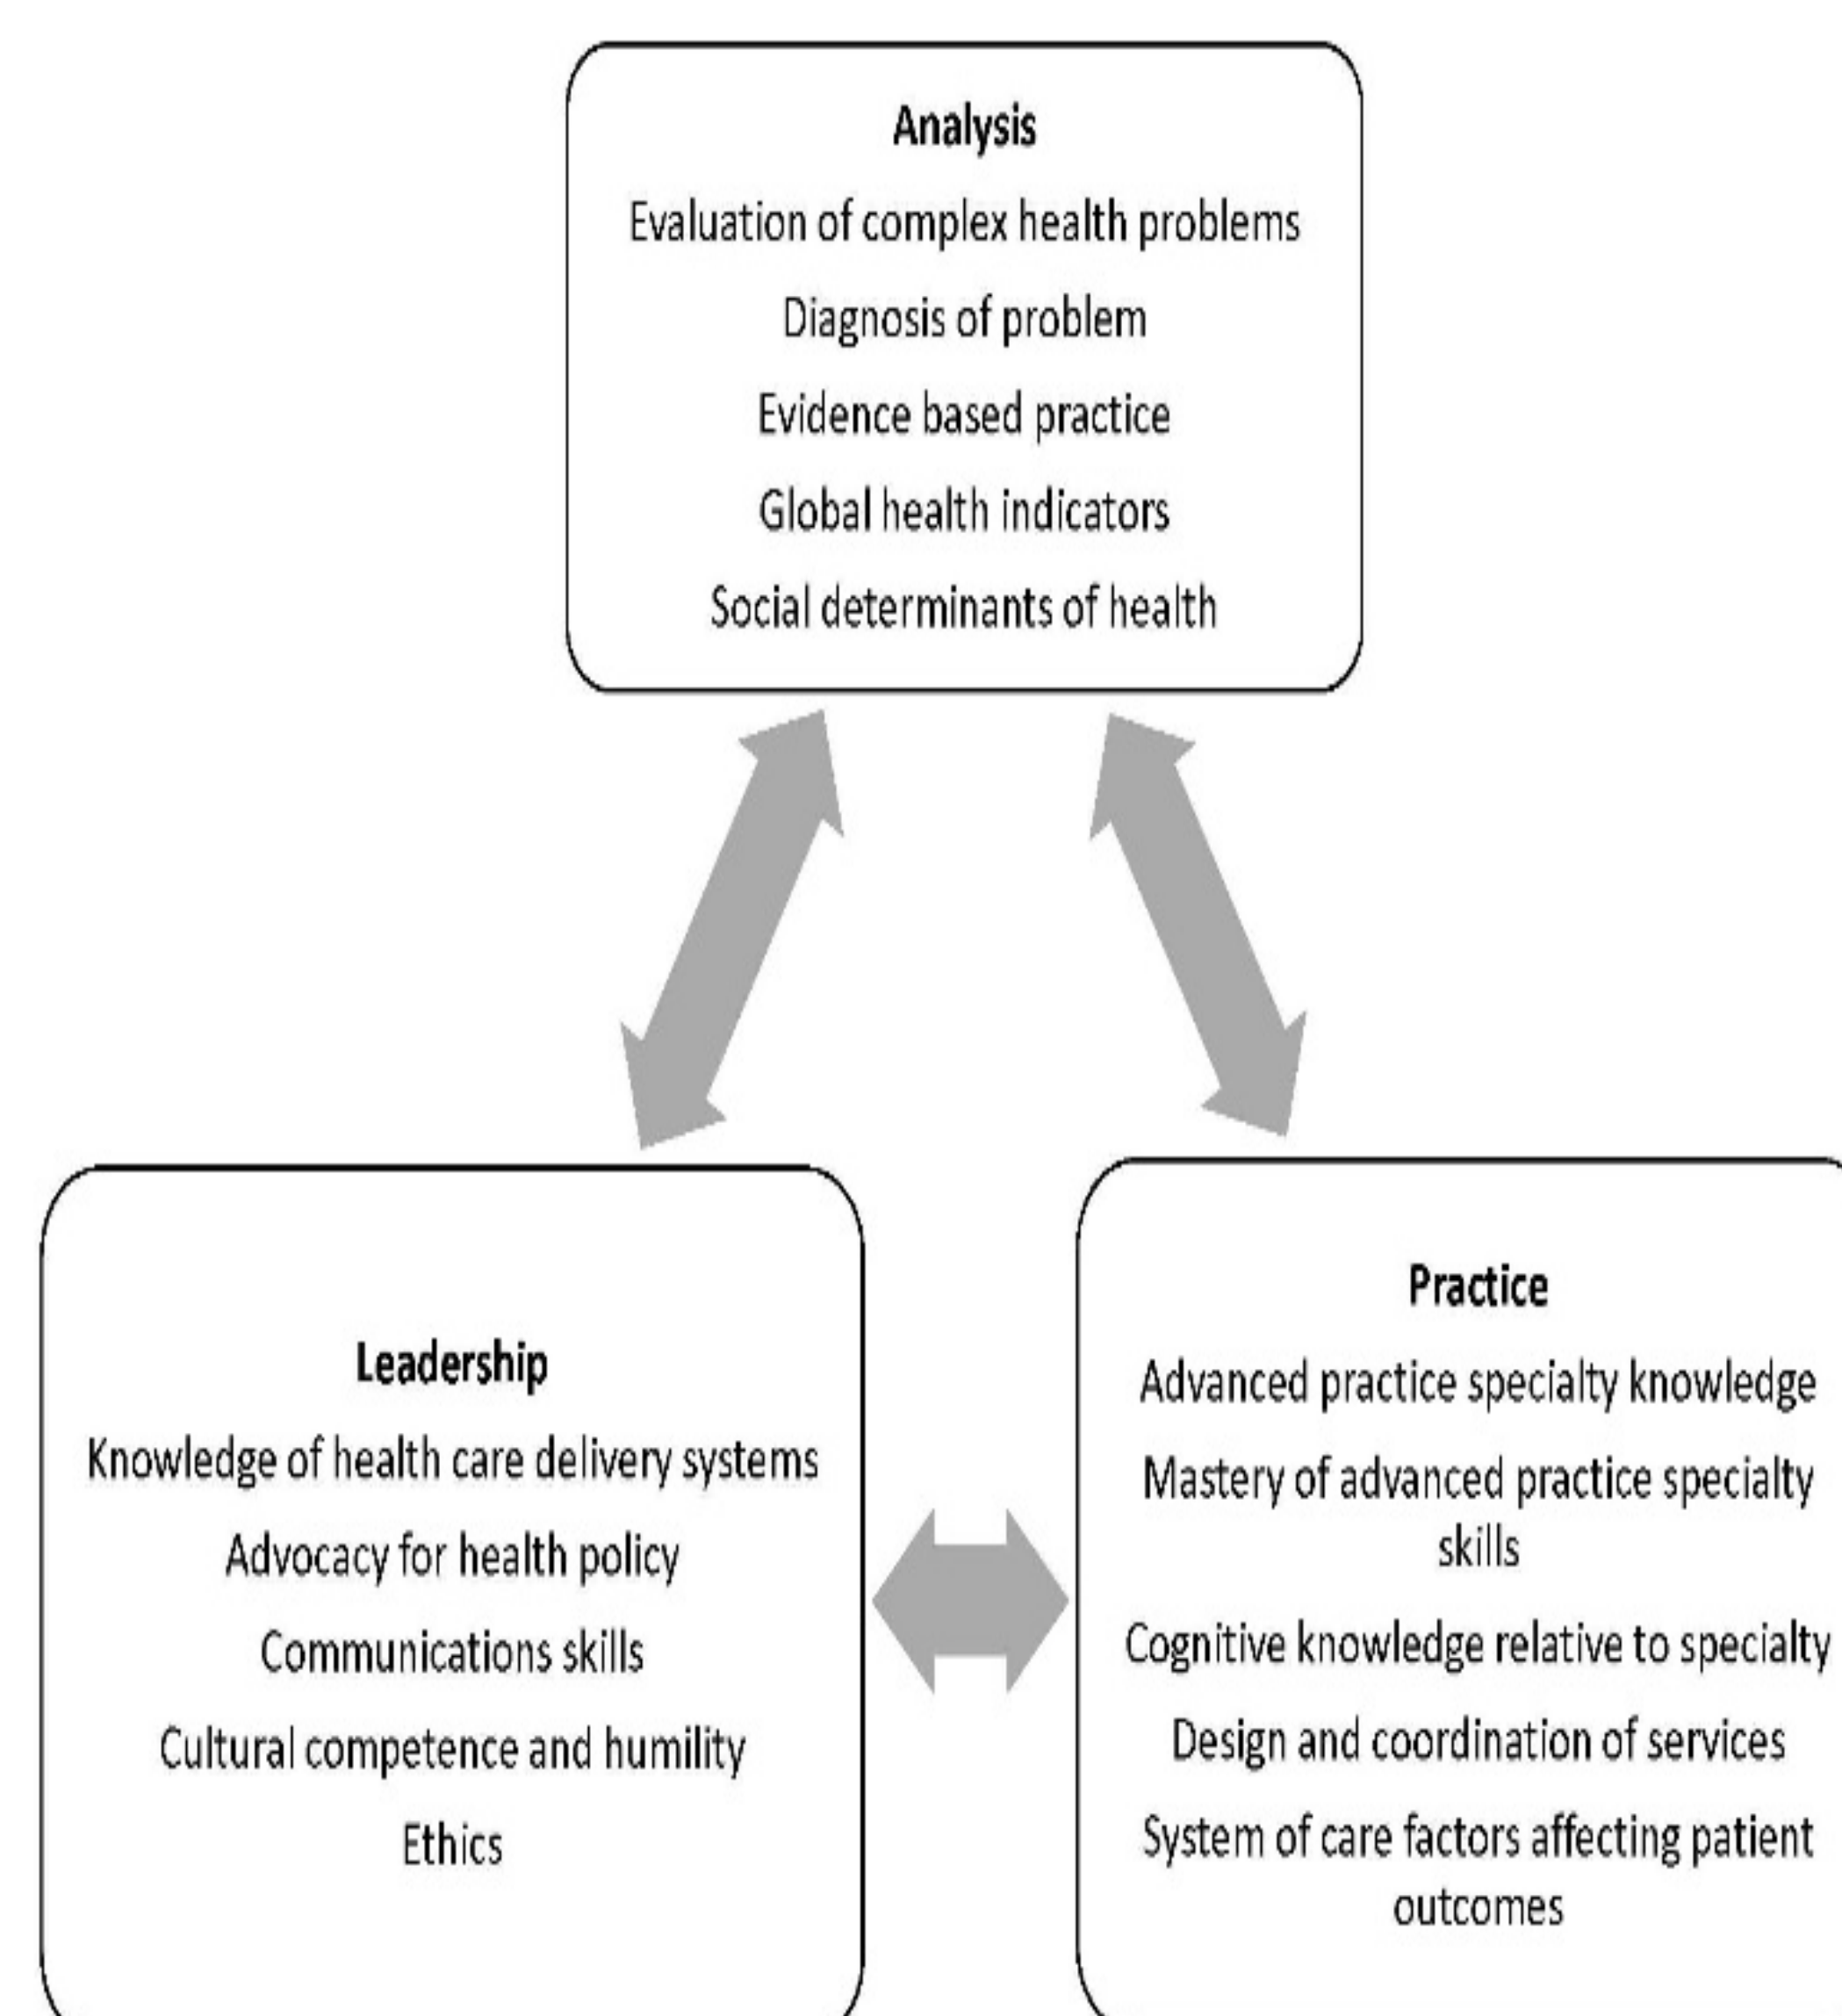 Analysis
Evaluation of complex health problems
Diagnosis of problem
Evidence based practice
Global health indicators
Social determinants of health
Leadership
Knowledge of health care delivery systems
Advocacy for health policy
Communications skills
Cultural competence and humility
Ethics
Practice
Advanced practice specialty knowledge
Mastery of advanced practice specialty
skills
Cognitive knowledge relative to specialty
Design and coordination of services
System of care factors affecting patient
outcomes